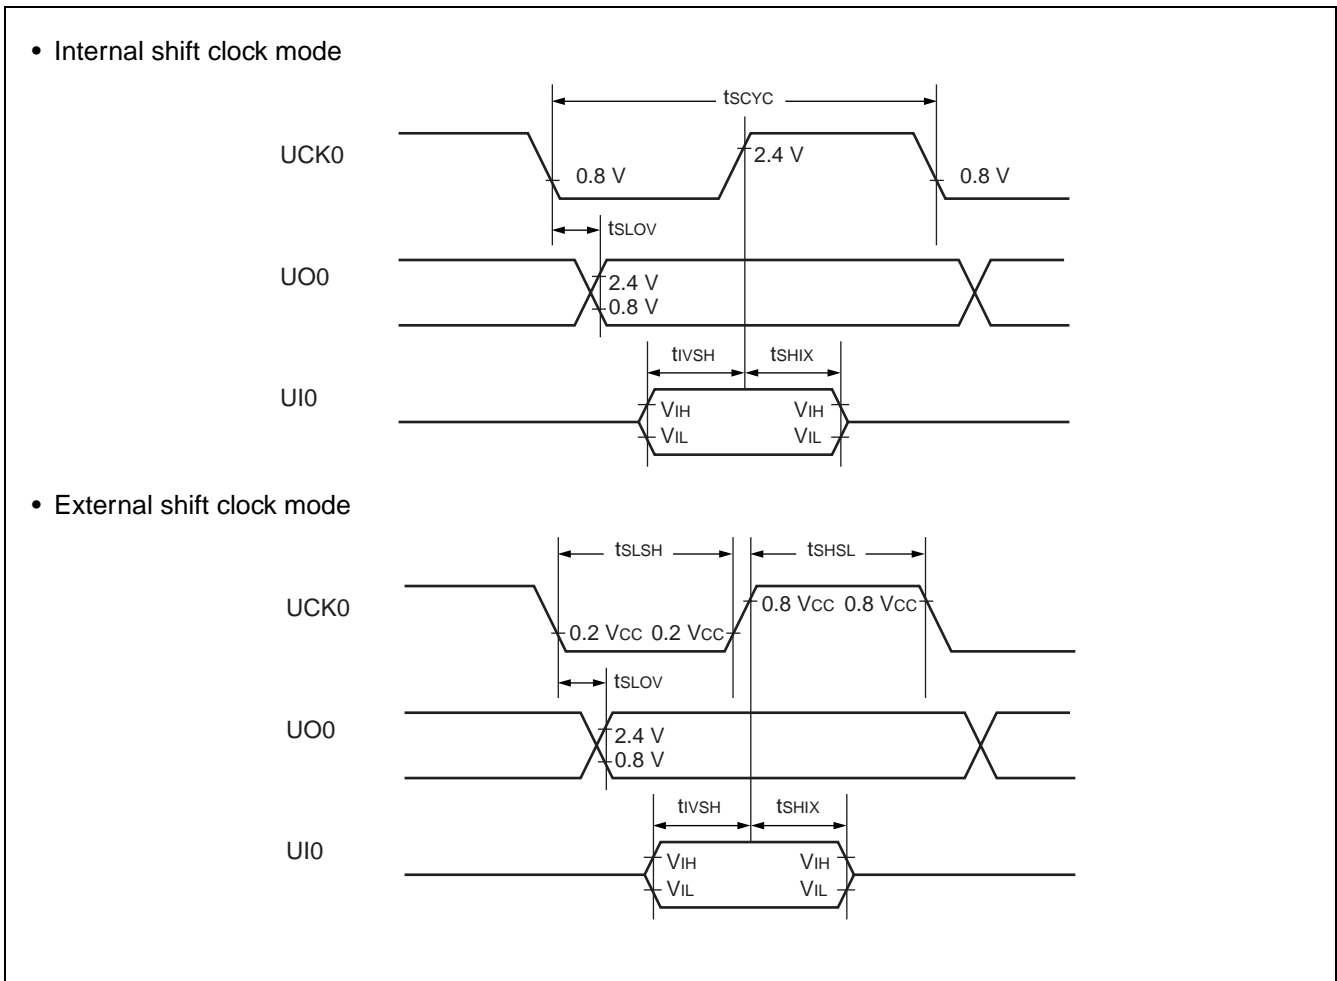 • Internal shift clock mode
tSCYC
UCK0
2.4 V
0.8 V
0.8 V
tSLOV
UO0
2.4 V
0.8 V
tIVSH
tSHIX
UI0
VIH
VIH
VIL
VIL
• External shift clock mode
tSLSH
tSHSL
UCK0
0.8 VCC 0.8 VCC
0.2 VCC 0.2 VCC
tSLOV
UO0
2.4 V
0.8 V
tIVSH
tSHIX
UI0
VIH
VIH
VIL
VIL